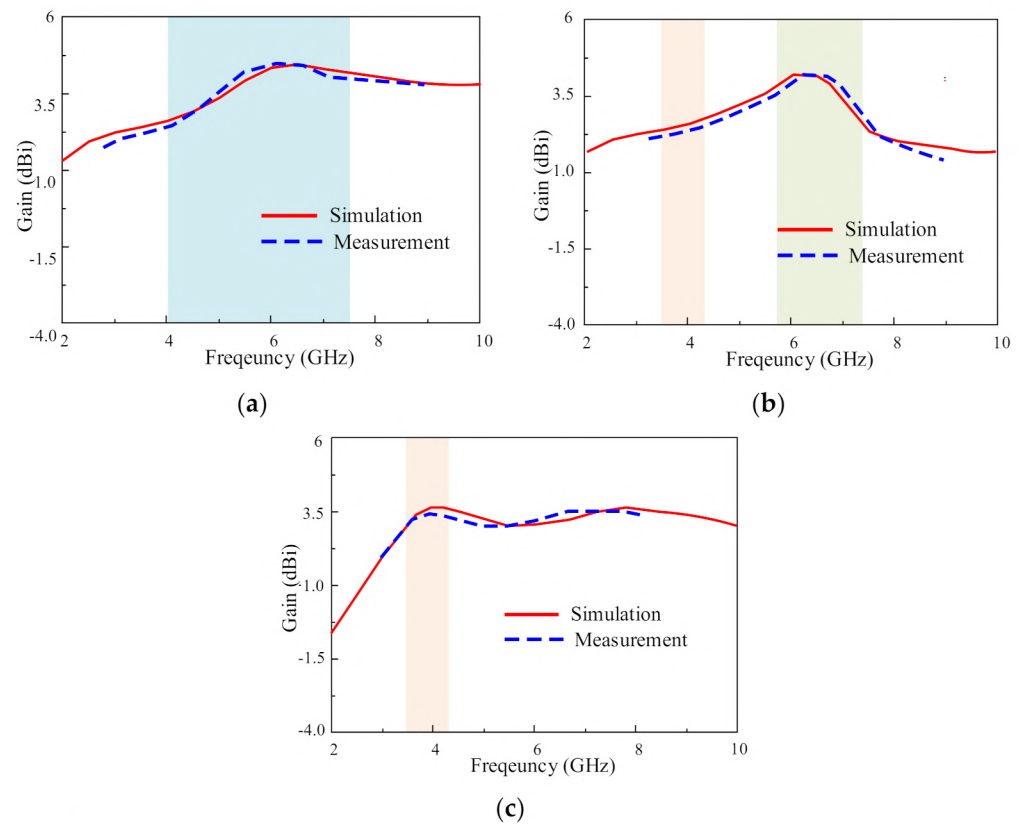 6
3.5
1.0
-1.5
-4.0
Gain (dBi)
Simulation
Measurement
2 4 6 8 10
Freqeuncy (GHz)
(a)
6
3.5
1.0
-1.5
-4.0
Gain (dBi)
Simulation
Measurement
2 4 6 8 10
Freqeuncy (GHz)
(b)
6
3.5
1.0
-1.5
-4.0
Gain (dBi)
Simulation
Measurement
2 4 6 8 10
Freqeuncy (GHz)
(c)